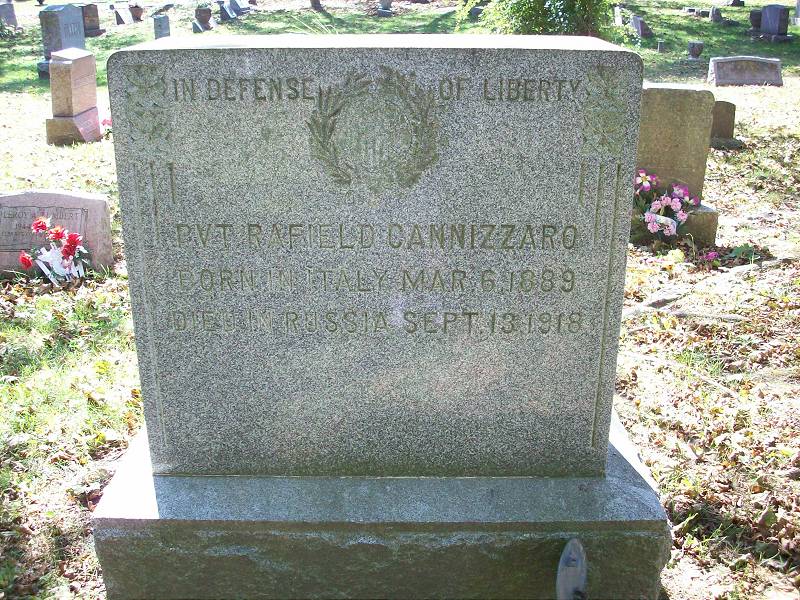 IN DEFENSE OF LIBERTY
PVT. RAFIELD CANNIZZARO
BORN IN ITALY MAR. 6, 1889
DIED IN RUSSIA SEPT. 13, 1918